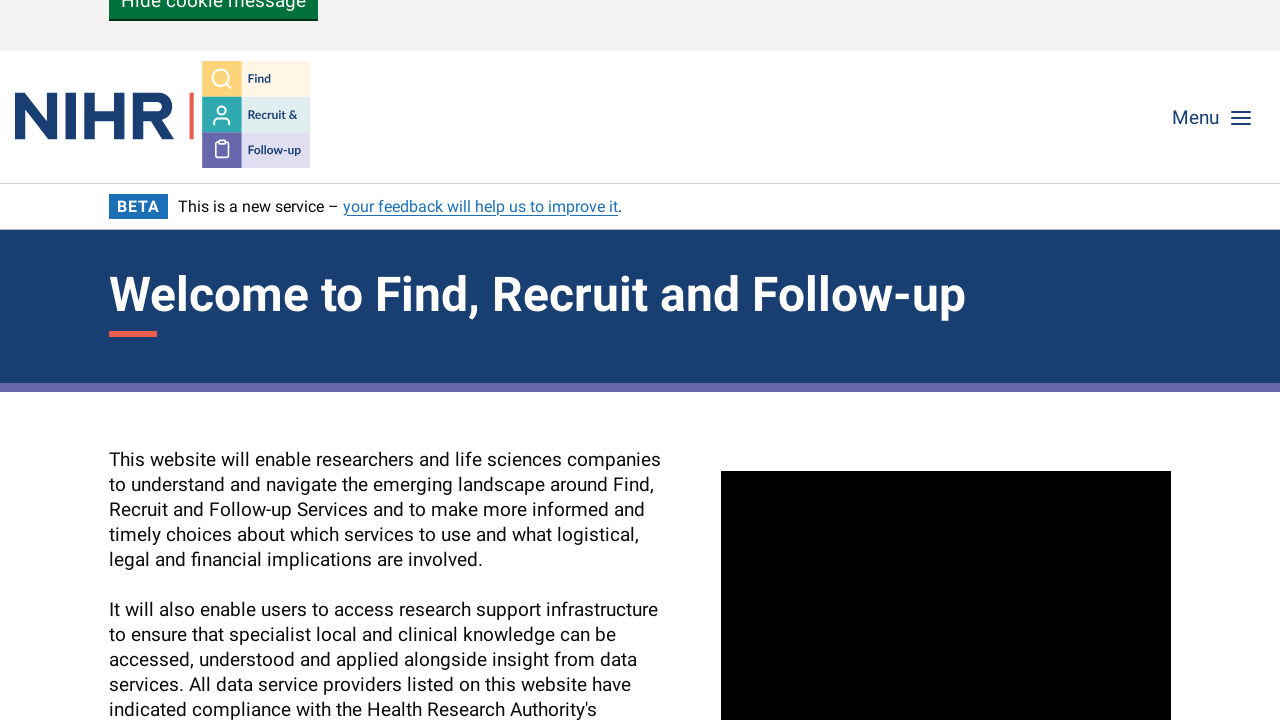 Hide cookie message
NIHR
Find
Recruit &
Follow-up
Menu
BETA This is a new service – your feedback will help us to improve it.
Welcome to Find, Recruit and Follow-up
This website will enable researchers and life sciences companies
to understand and navigate the emerging landscape around Find,
Recruit and Follow-up Services and to make more informed and
timely choices about which services to use and what logistical,
legal and financial implications are involved.
It will also enable users to access research support infrastructure
to ensure that specialist local and clinical knowledge can be
accessed, understood and applied alongside insight from data
services. All data service providers listed on this website have
indicated compliance with the Health Research Authority's